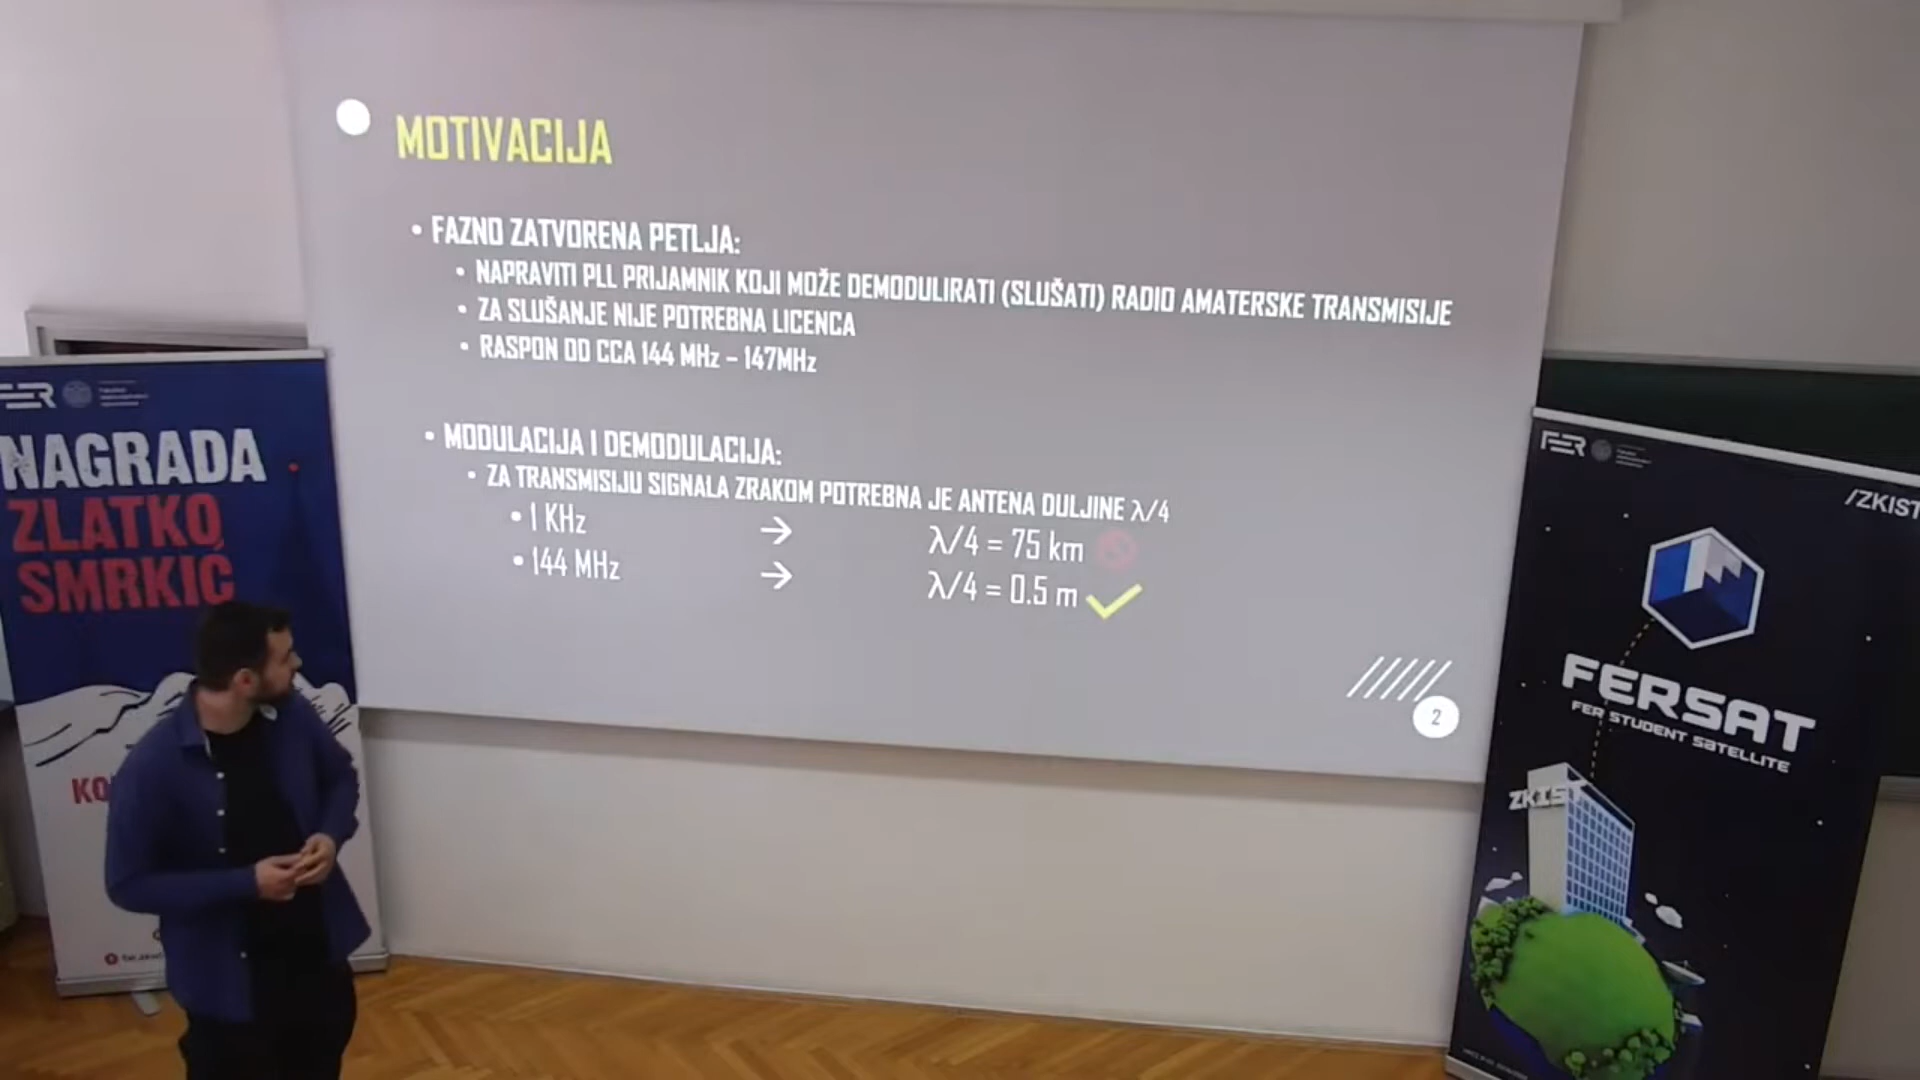 MOTIVACIJA
• FAZNO ZATVORENA PETLJA:
• NAPRAVITI PLL PRIJAMNIK KOJI MOŽE DEMODULIRATI (SLUŠATI) RADIO AMATERSKE TRANSMISIJE
• ZA SLUŠANJE NIJE POTREBNA LICENCA
• RASPON OD CCA 144 MHz – 147MHz
• MODULACIJA I DEMODULACIJA:
• ZA TRANSMISIJU SIGNALA ZRAKOM POTREBNA JE ANTENA DULJINE λ/4
• 1 KHz → λ/4 = 75 km
• 144 MHz → λ/4 = 0.5 m
2
FER
NAGRADA
ZLATKO
SMRKIĆ
FER
/ZKIST
FERSAT
FER STUDENT SATELLITE
ZKIST